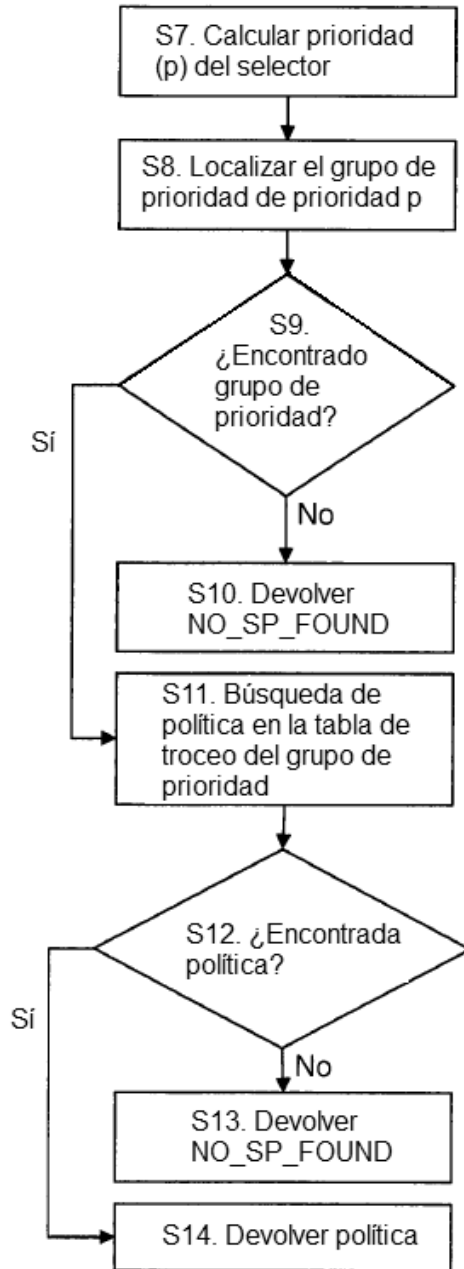 S7. Calcular prioridad
(p) del selector
S8. Localizar el grupo de
prioridad de prioridad p
S9.
¿Encontrado
grupo de
prioridad?
Sí
No
S10. Devolver
NO_SP_FOUND
S11. Búsqueda de
política en la tabla de
troceo del grupo de
prioridad
S12. ¿Encontrada
política?
Sí
No
S13. Devolver
NO_SP_FOUND
S14. Devolver política